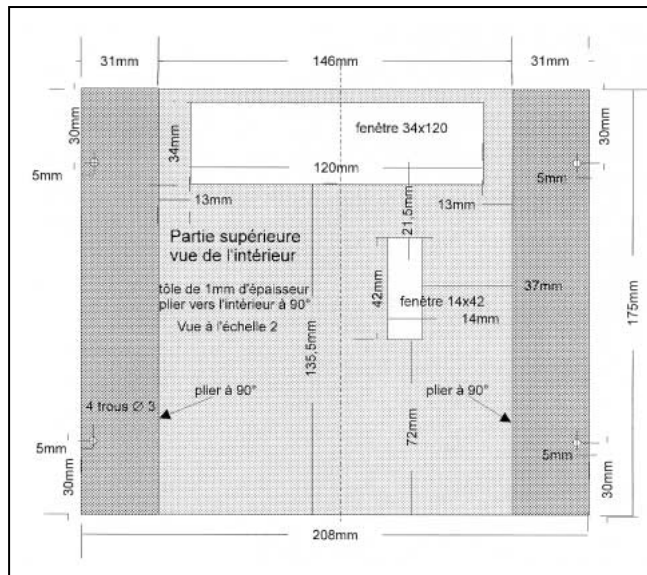 31mm
146mm
31mm
30mm
34mm
fenêtre 34x120
30mm
5mm
120mm
5mm
13mm
13mm
21,5mm
Partie supérieure
vue de l'intérieur
tôle de 1mm d'épaisseur
plier vers l'intérieur à 90°
Vue à l'échelle 2
42mm
fenêtre 14x42
14mm
37mm
175mm
135,5mm
plier à 90°
plier à 90°
4 trous Ø 3
72mm
5mm
5mm
30mm
30mm
208mm